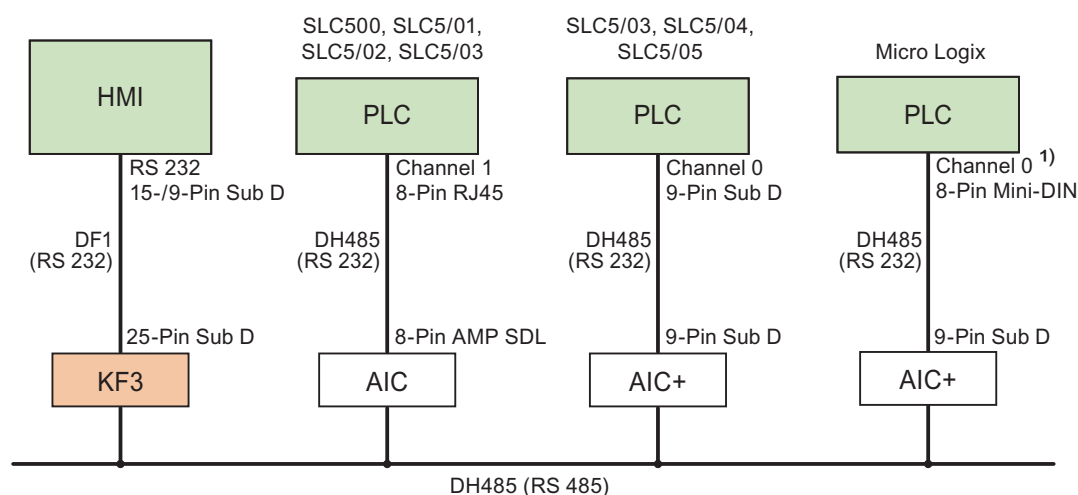 SLC500, SLC5/01,
SLC5/02, SLC5/03
SLC5/03, SLC5/04,
SLC5/05
Micro Logix
HMI
PLC
PLC
PLC
RS 232
15-/9-Pin Sub D
Channel 1
8-Pin RJ45
Channel 0
9-Pin Sub D
Channel 0 1)
8-Pin Mini-DIN
DF1
(RS 232)
DH485
(RS 232)
DH485
(RS 232)
DH485
(RS 232)
25-Pin Sub D
8-Pin AMP SDL
9-Pin Sub D
9-Pin Sub D
KF3
AIC
AIC+
AIC+
DH485 (RS 485)